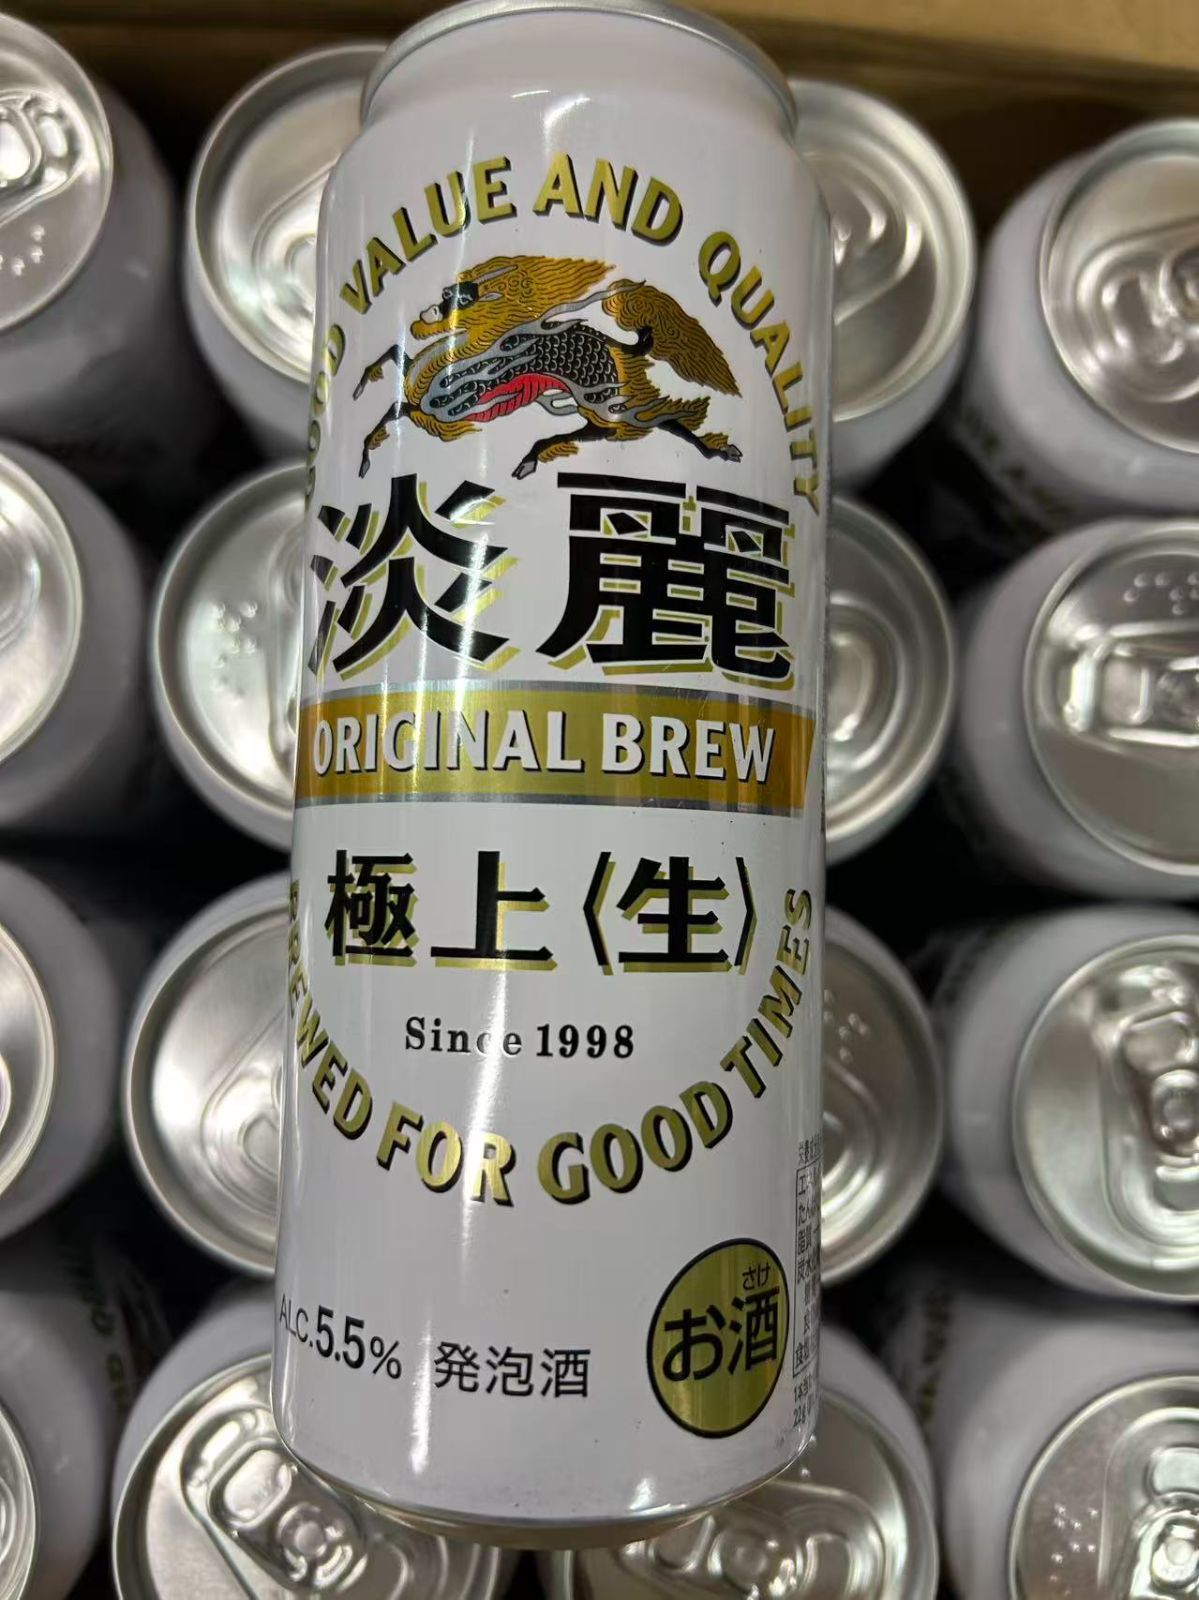 GOOD VALUE AND QUALITY
淡麗
ORIGINAL BREW
極上〈生〉
Since 1998
BREWED FOR GOOD TIMES
ALC.5.5% 発泡酒
さけ
お酒